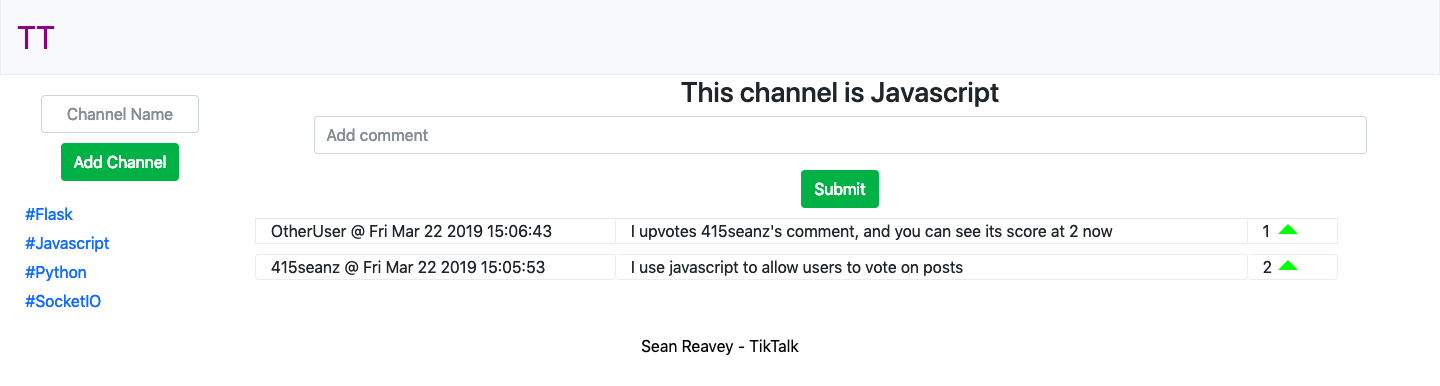 TT
This channel is Javascript
Channel Name
Add comment
Add Channel
Submit
#Flask
#Javascript
#Python
#SocketIO
OtherUser @ Fri Mar 22 2019 15:06:43 I upvotes 415seanz's comment, and you can see its score at 2 now 1
415seanz @ Fri Mar 22 2019 15:05:53 I use javascript to allow users to vote on posts 2
Sean Reavey - TikTalk